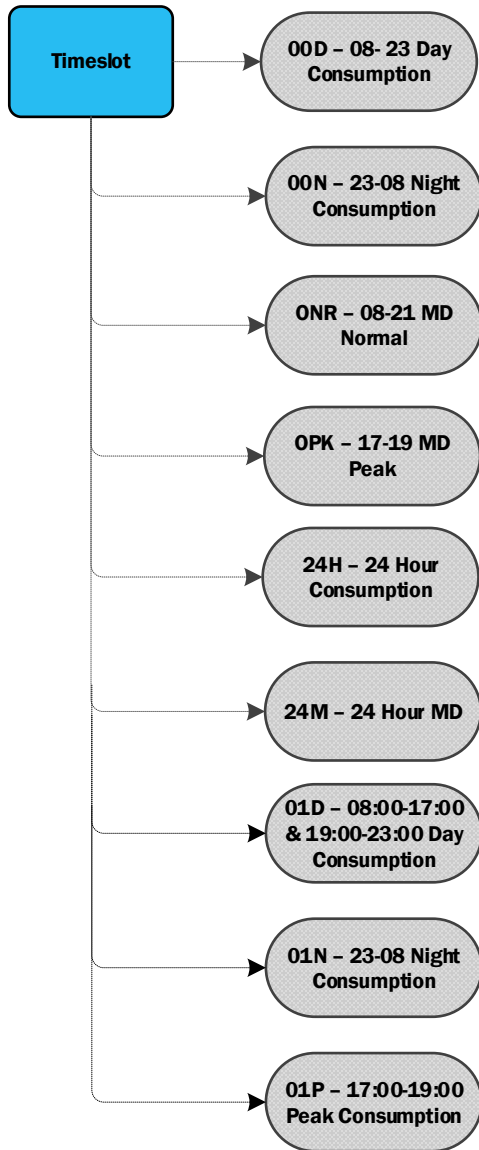 Timeslot
00D – 08- 23 Day
Consumption
00N – 23-08 Night
Consumption
0NR – 08-21 MD
Normal
0PK – 17-19 MD
Peak
24H – 24 Hour
Consumption
24M – 24 Hour MD
01D – 08:00-17:00
& 19:00-23:00 Day
Consumption
01N – 23-08 Night
Consumption
01P – 17:00-19:00
Peak Consumption